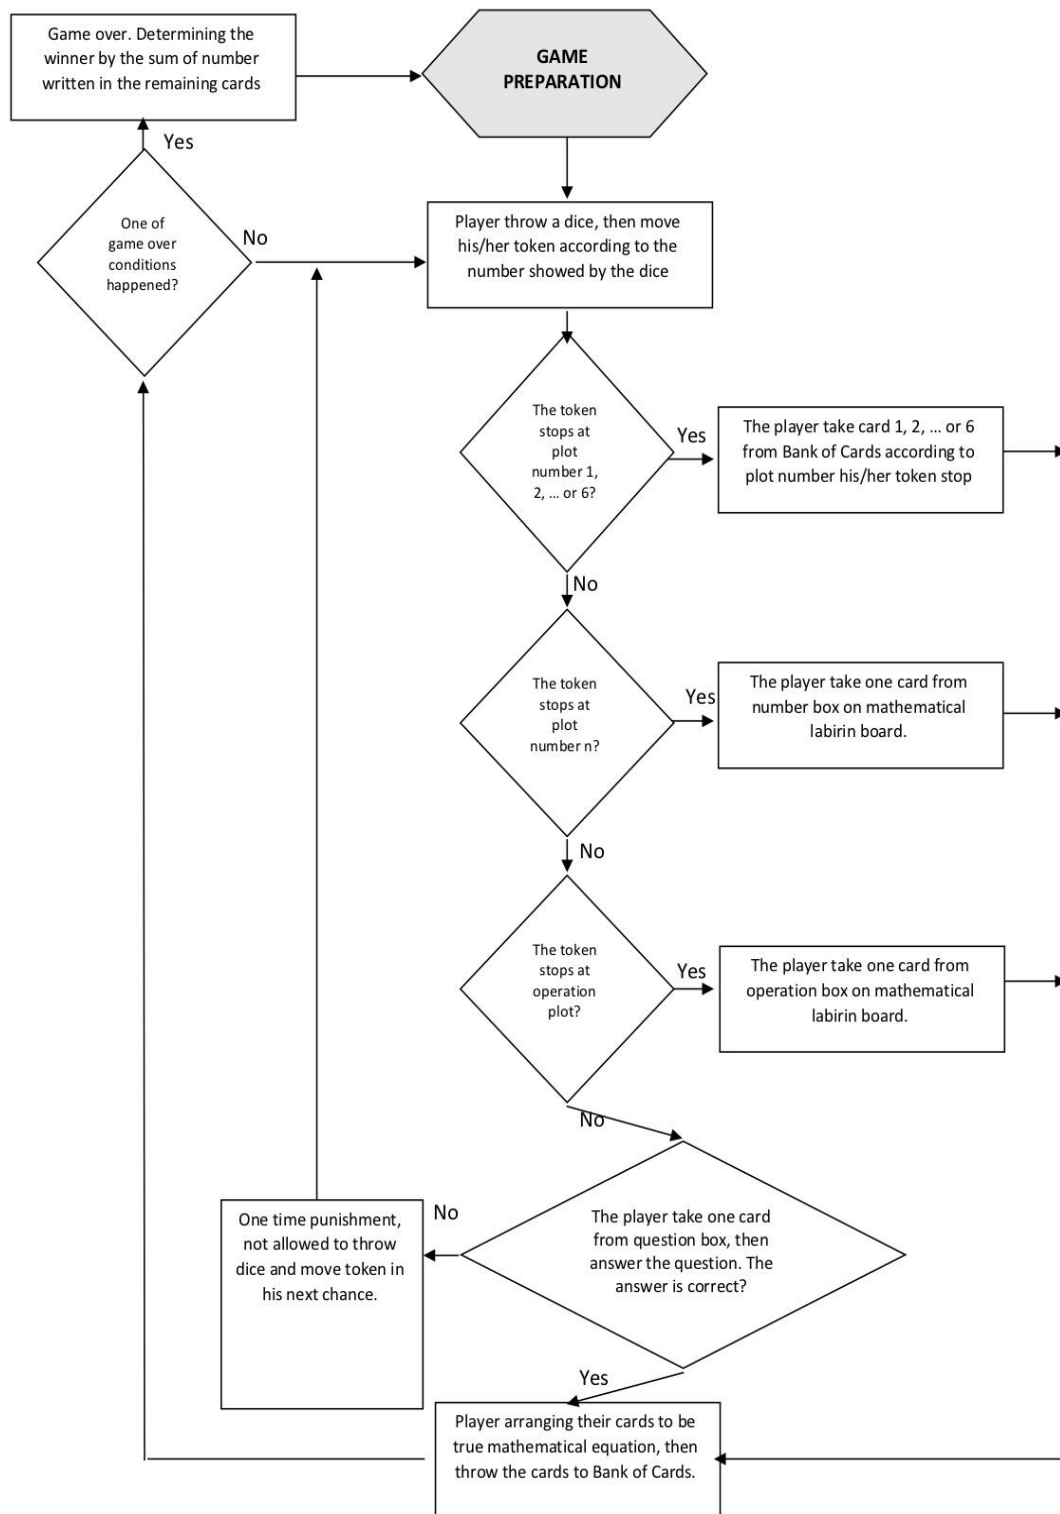 Game over. Determining the
winner by the sum of number
written in the remaining cards
GAME
PREPARATION
Yes
One of
game over
conditions
happened?
No
Player throw a dice, then move
his/her token according to the
number showed by the dice
The token
stops at
plot
number 1,
2, ... or 6?
Yes
The player take card 1, 2, ... or 6
from Bank of Cards according to
plot number his/her token stop
No
The token
stops at
plot
number n?
Yes
The player take one card from
number box on mathematical
labirin board.
No
The token
stops at
operation
plot?
Yes
The player take one card from
operation box on mathematical
labirin board.
No
The player take one card
from question box, then
answer the question. The
answer is correct?
No
One time punishment,
not allowed to throw
dice and move token in
his next chance.
Yes
Player arranging their cards to be
true mathematical equation, then
throw the cards to Bank of Cards.